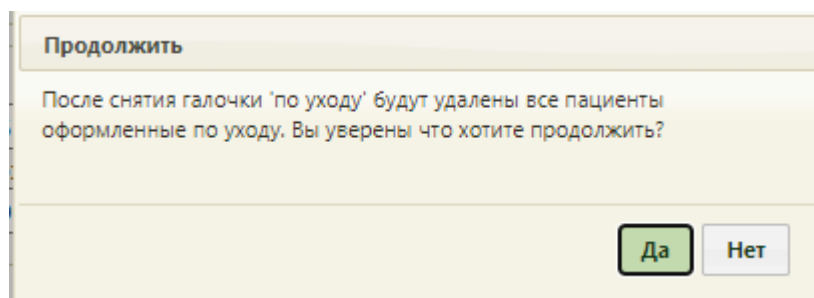 Продолжить
После снятия галочки 'по уходу' будут удалены все пациенты
оформленные по уходу. Вы уверены что хотите продолжить?
Да Нет